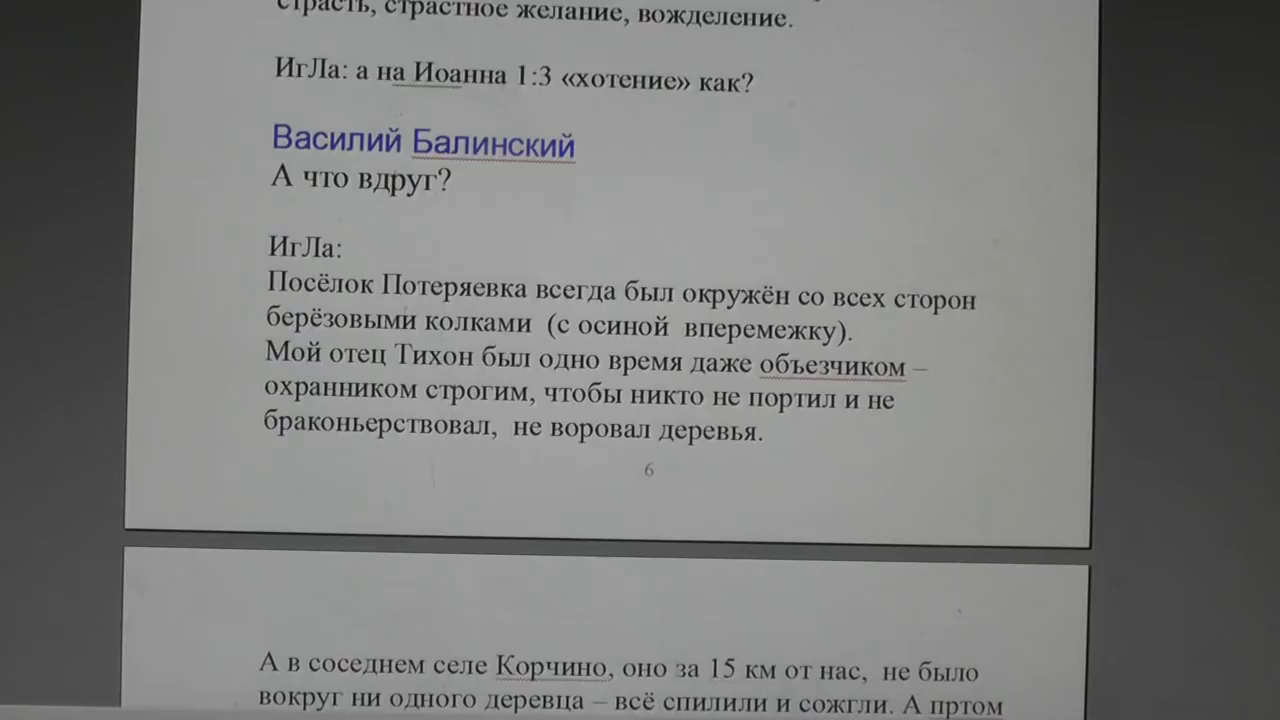 страсть, страстное желание, вожделение.
ИгЛа: а на Иоанна 1:3 «хотение» как?
Василий Балинский
А что вдруг?
ИгЛа:
Посёлок Потеряевка всегда был окружён со всех сторон
берёзовыми колками (с осиной вперемежку).
Мой отец Тихон был одно время даже объезчиком –
охранником строгим, чтобы никто не портил и не
браконьерствовал, не воровал деревья.
6
А в соседнем селе Корчино, оно за 15 км от нас, не было
вокруг ни одного деревца – всё спилили и сожгли. А пртом